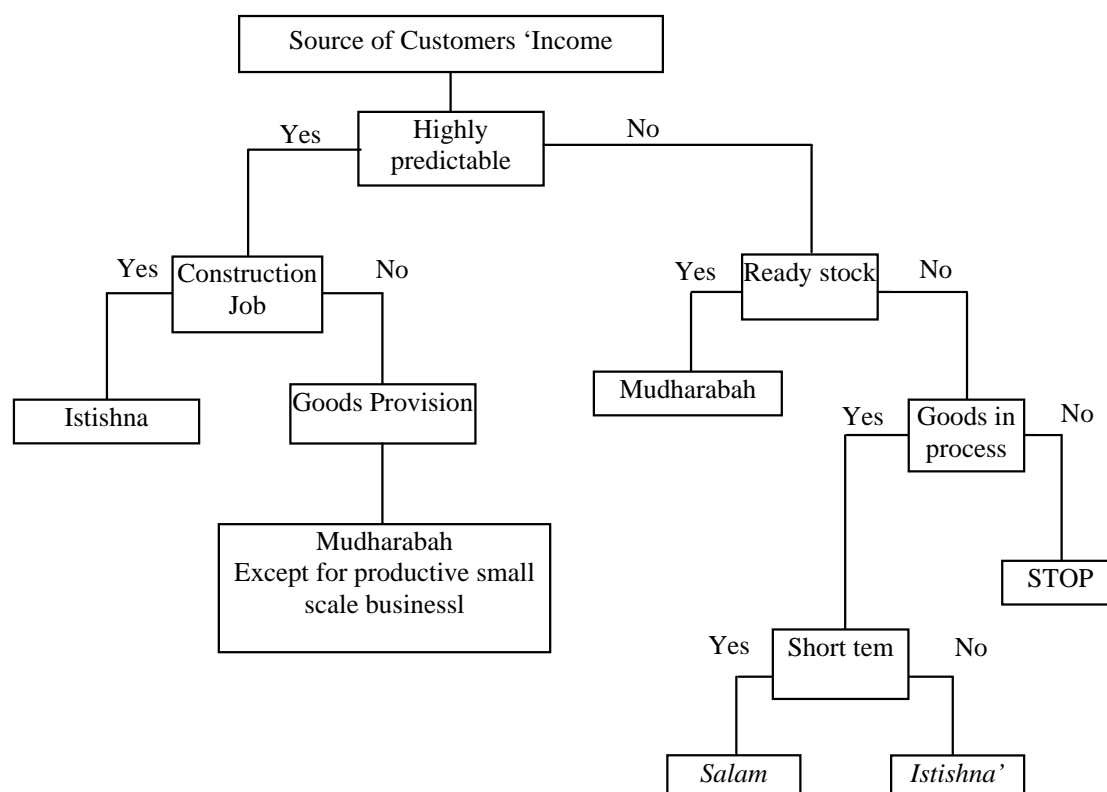 Source of Customers ‘Income
Yes
Highly
predictable
No
Yes
Construction
Job
No
Yes
Ready stock
No
Istishna
Goods Provision
Mudharabah
Yes
Goods in
process
No
Mudharabah
Except for productive small
scale businessl
STOP
Yes
Short tem
No
Salam
Istishna’